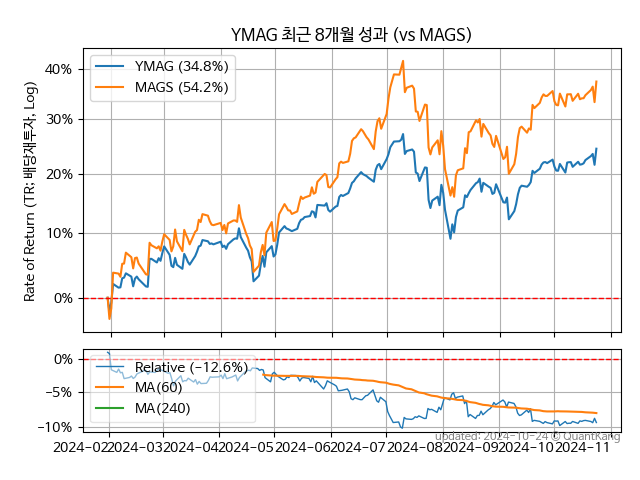 YMAG 최근 8개월 성과 (vs MAGS)
YMAG (34.8%)
MAGS (54.2%)
Rate of Return (TR: 배당재투자, Log)
40%
30%
20%
10%
0%
Relative (−12.6%)
MA(60)
MA(240)
0%
−5%
−10%
2024-02 2024-03 2024-04 2024-05 2024-06 2024-07 2024-08 2024-09 2024-10 2024-11
updated: 2024-10-24 © QuantKang